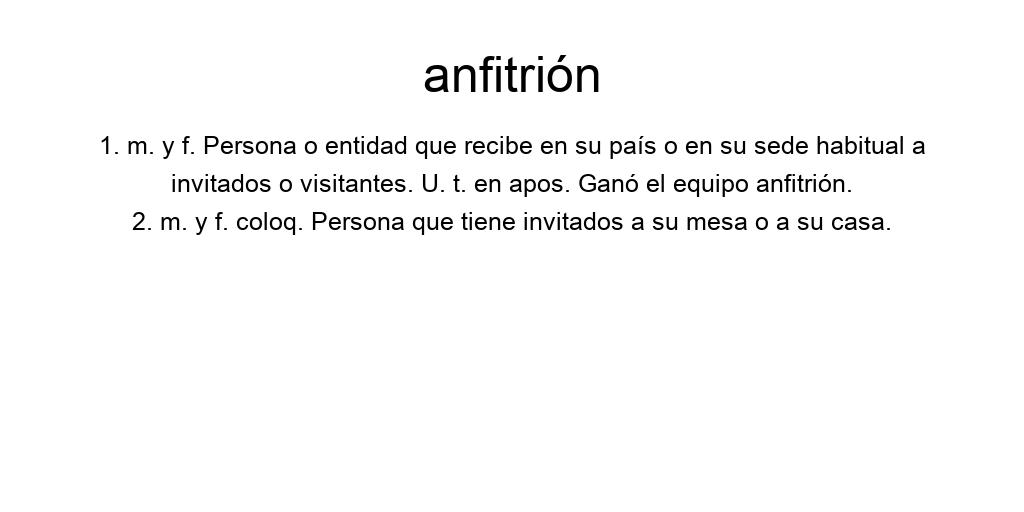 anfitrión
1. m. y f. Persona o entidad que recibe en su país o en su sede habitual a
invitados o visitantes. U. t. en apos. Ganó el equipo anfitrión.
2. m. y f. coloq. Persona que tiene invitados a su mesa o a su casa.